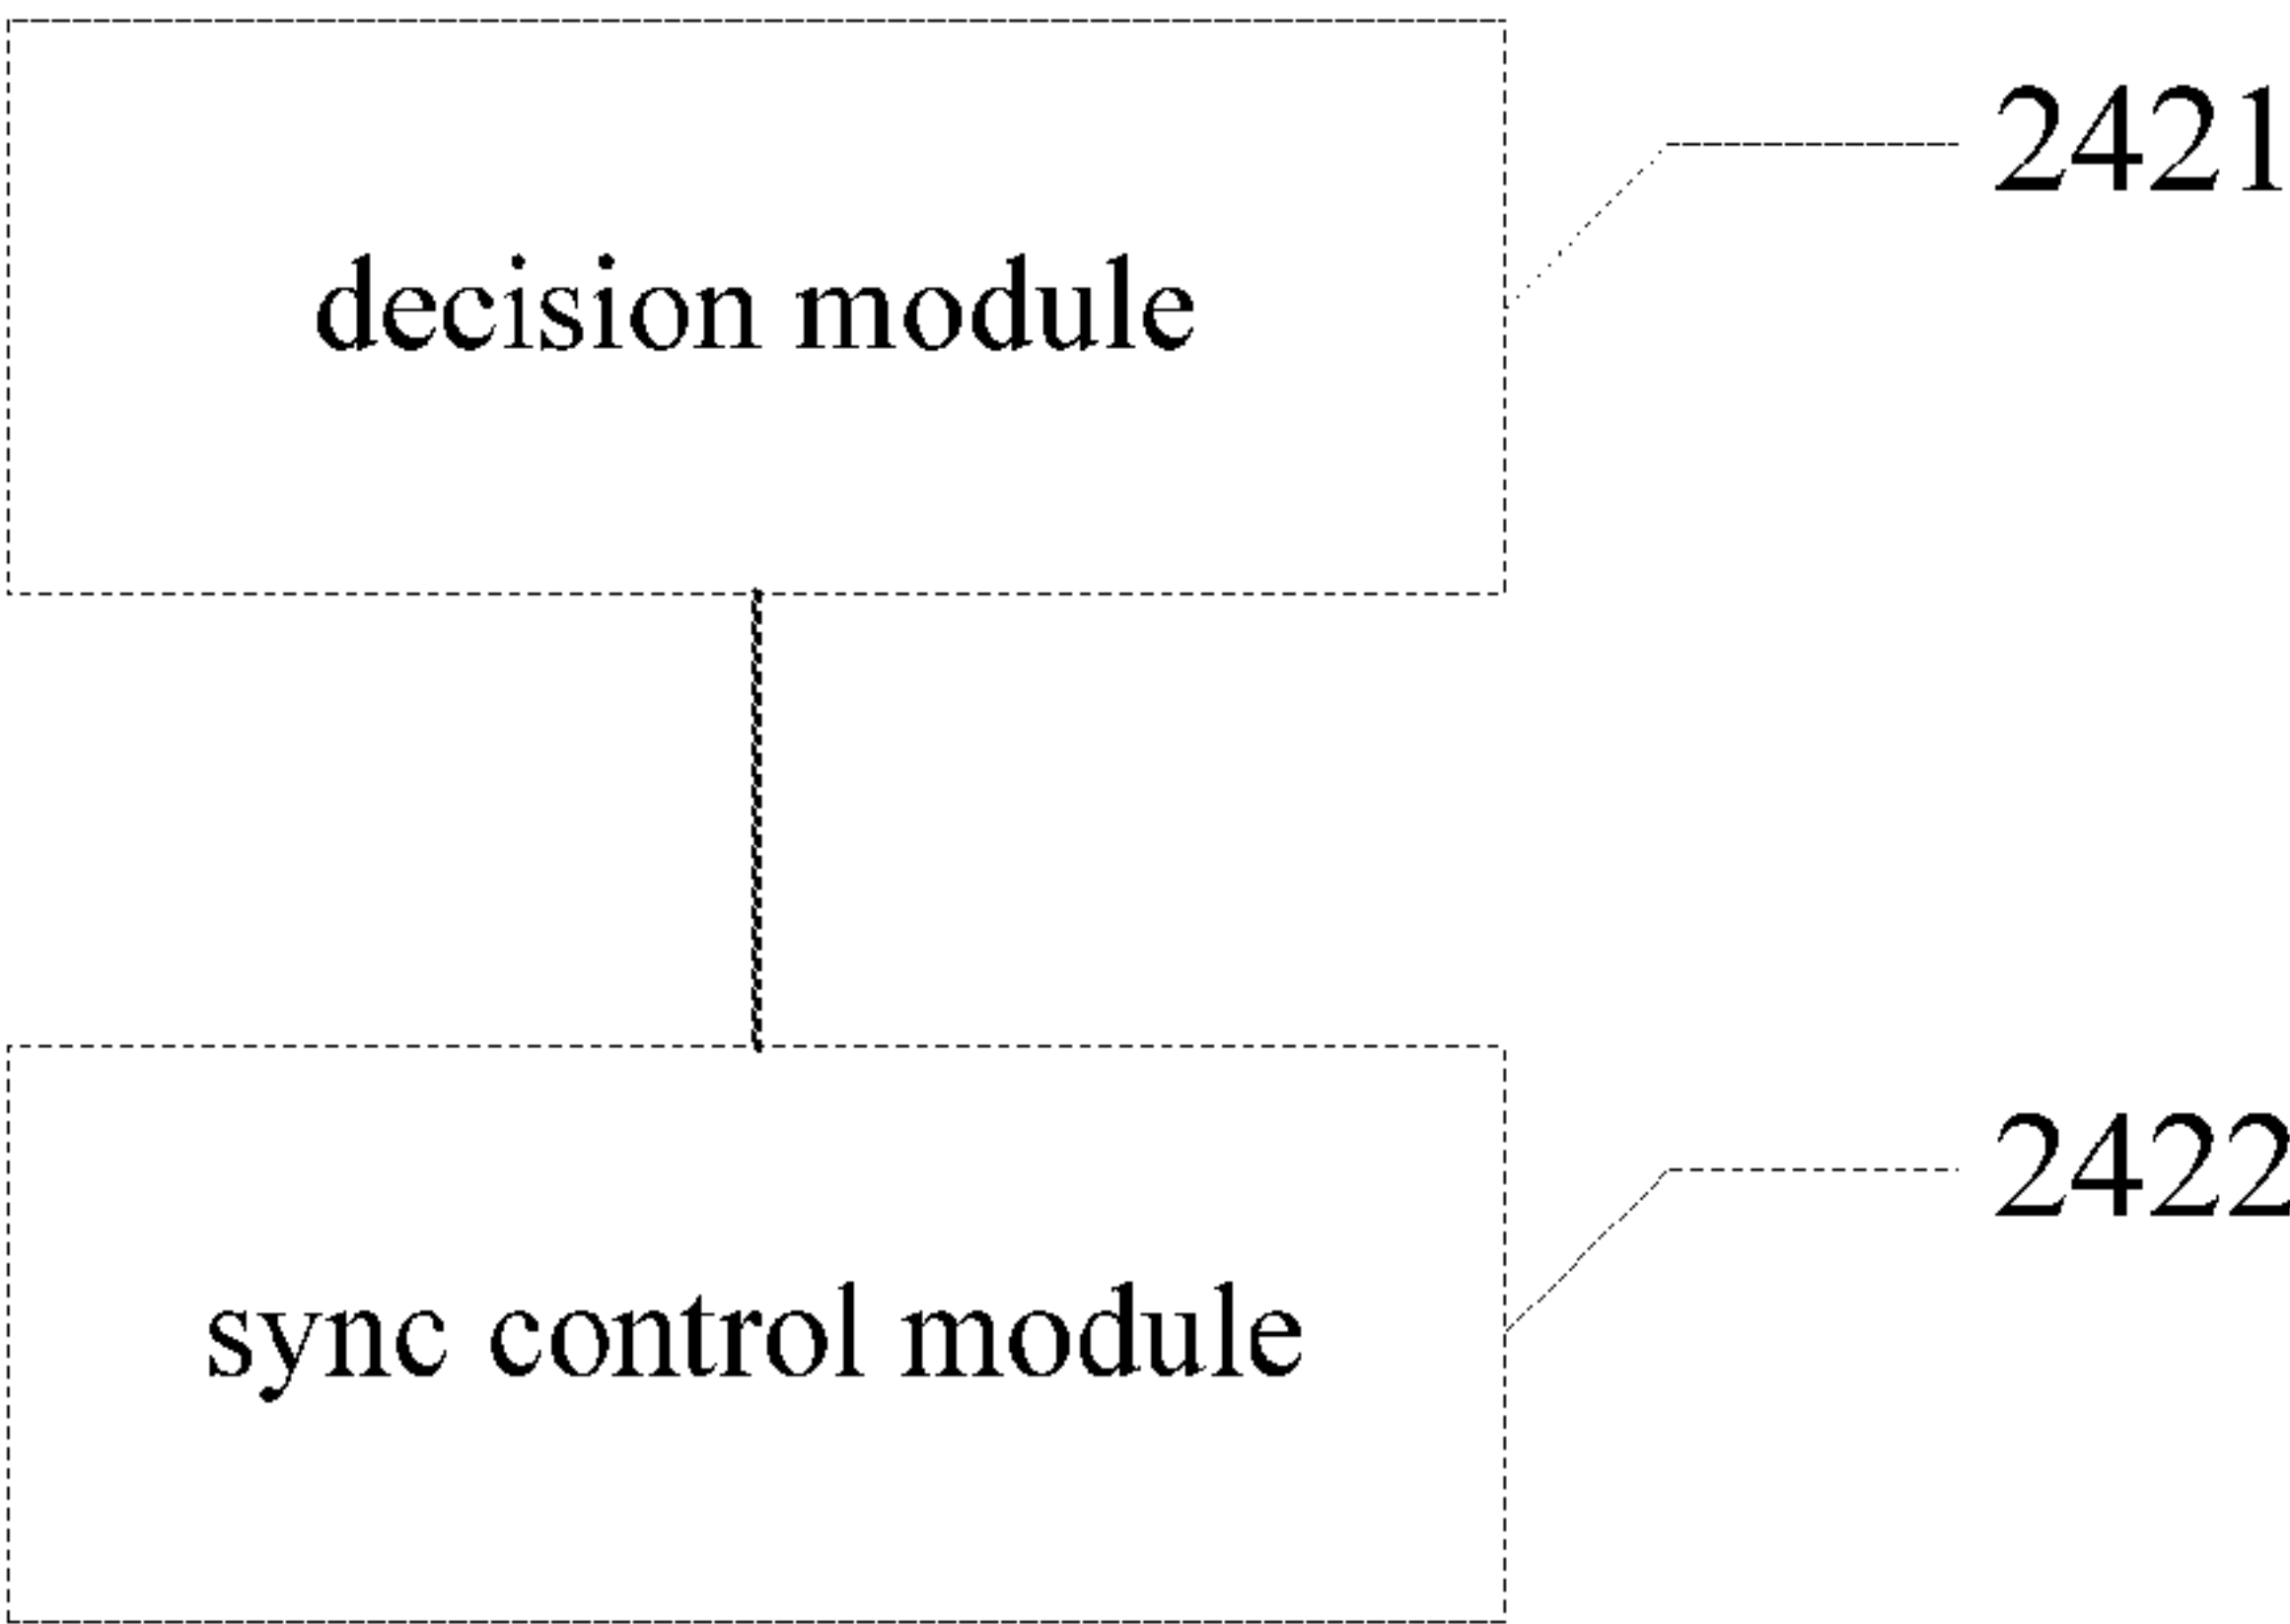 2421
decision module
2422
sync control module